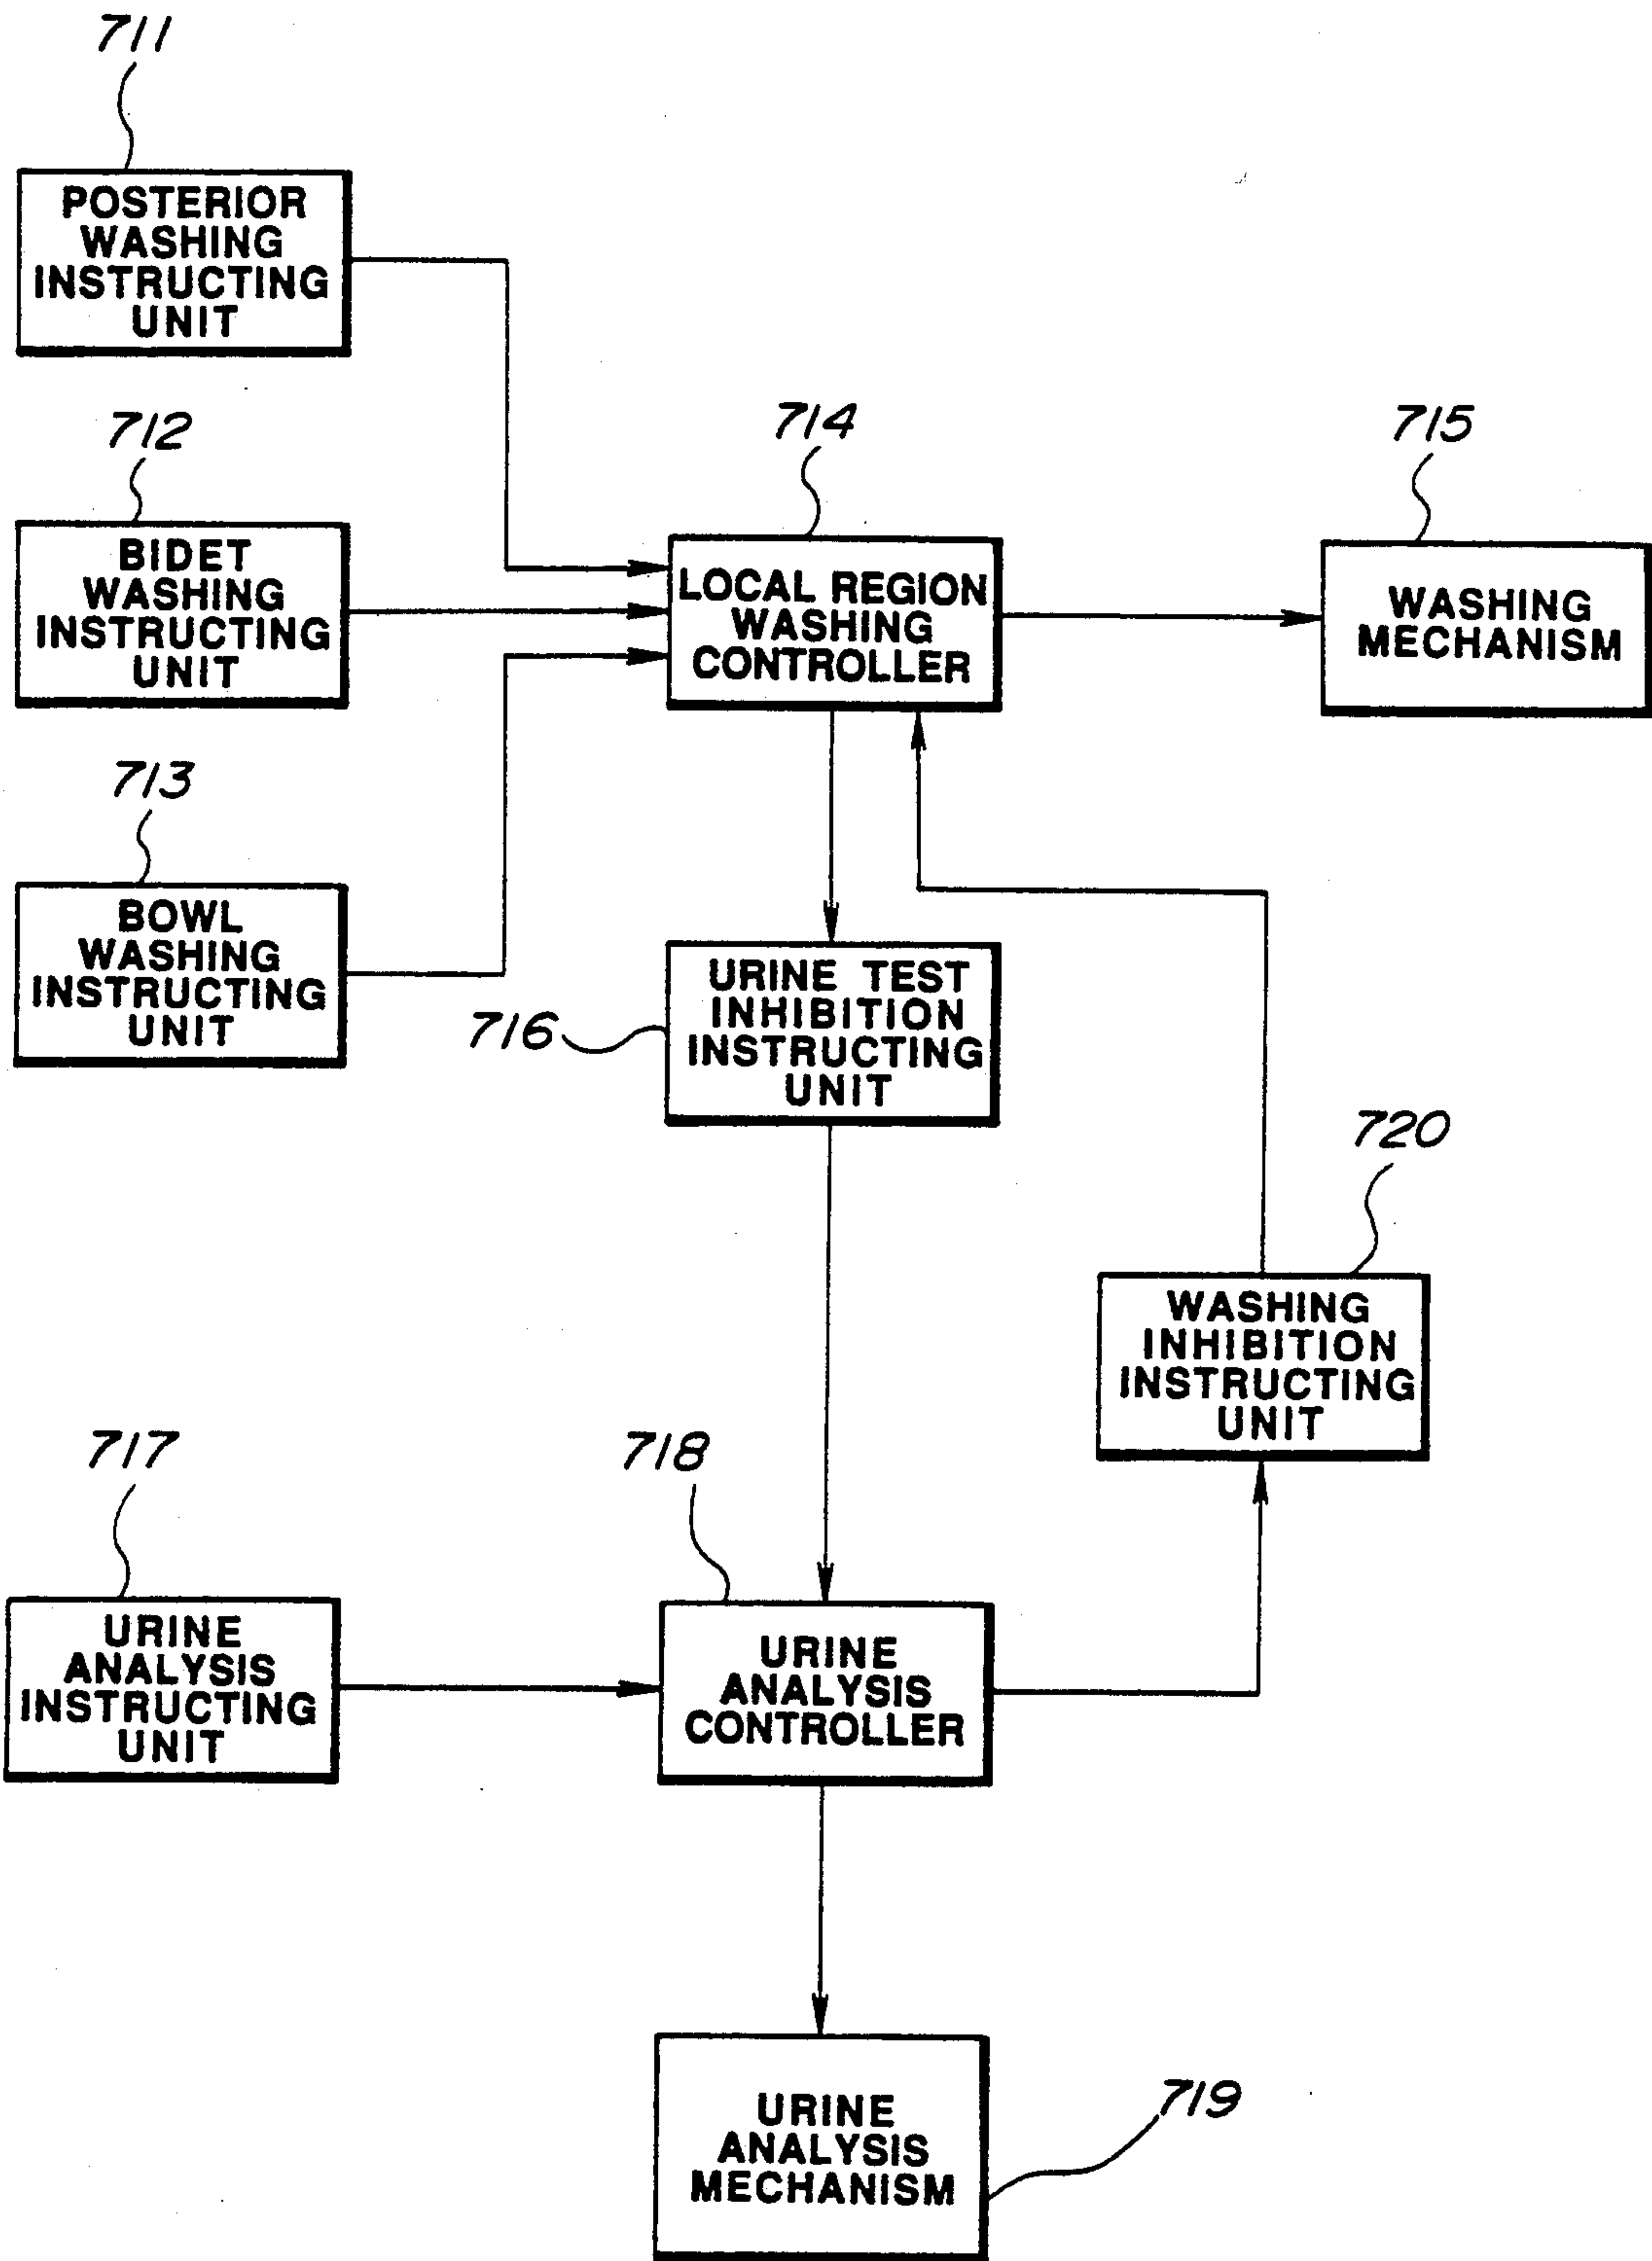 711
POSTERIOR
WASHING
INSTRUCTING
UNIT
712
BIDET
WASHING
INSTRUCTING
UNIT
713
BOWL
WASHING
INSTRUCTING
UNIT
714
LOCAL REGION
WASHING
CONTROLLER
715
WASHING
MECHANISM
716
URINE TEST
INHIBITION
INSTRUCTING
UNIT
720
WASHING
INHIBITION
INSTRUCTING
UNIT
717
URINE
ANALYSIS
INSTRUCTING
UNIT
718
URINE
ANALYSIS
CONTROLLER
URINE
ANALYSIS
MECHANISM
719